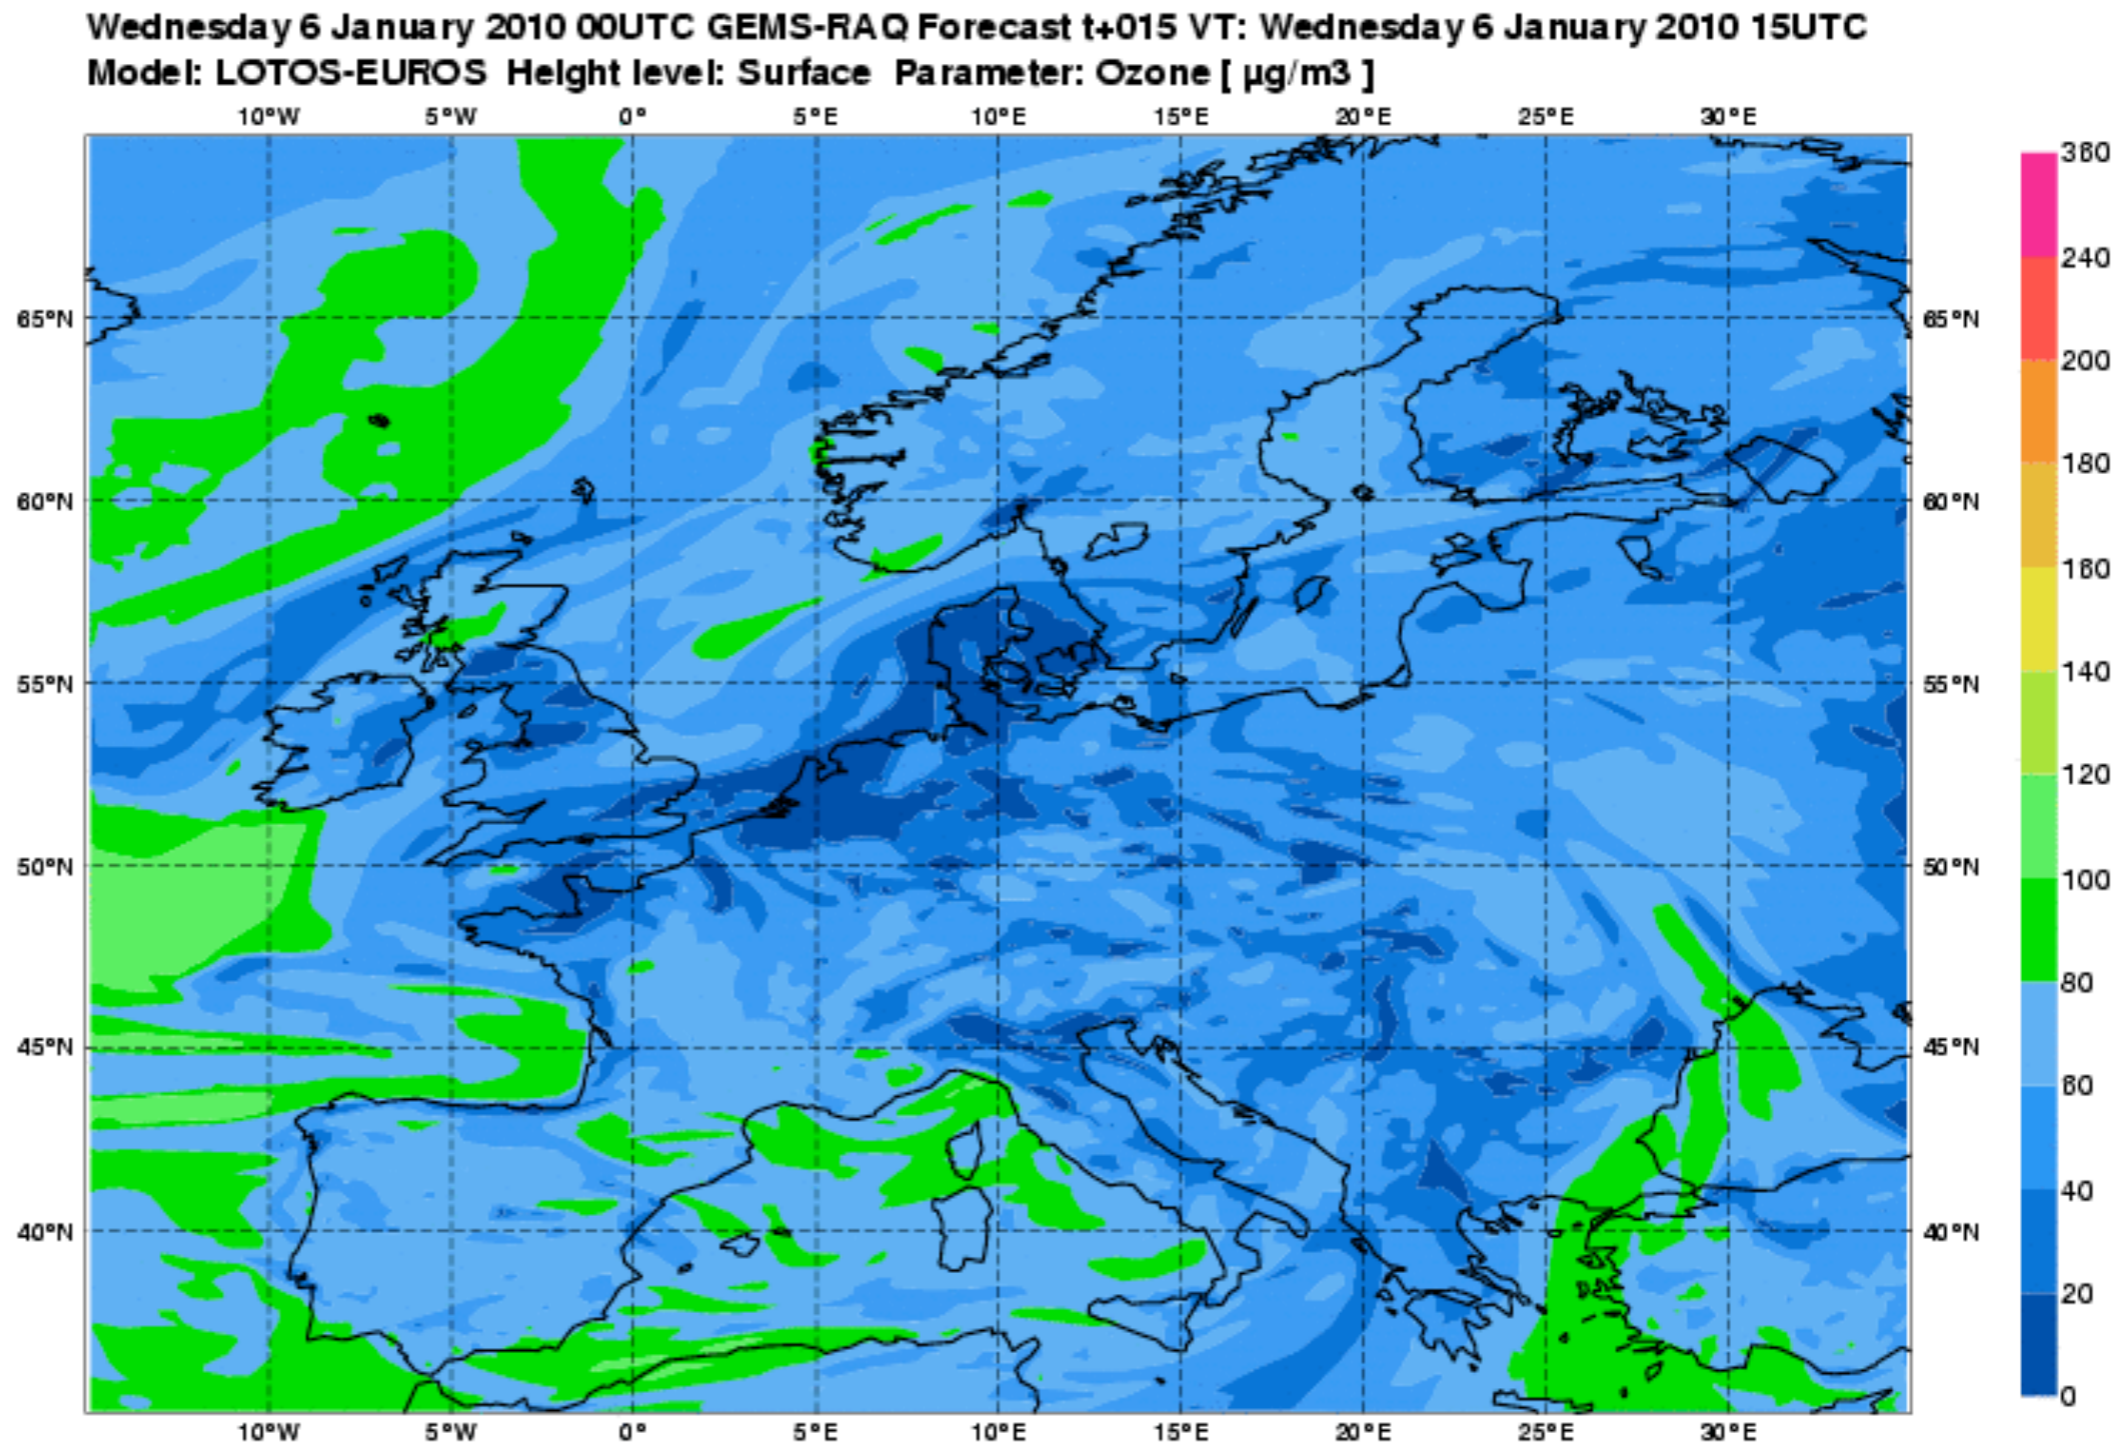 Wednesday 6 January 2010 00UTC GEMS-RAQ Forecast t+015 VT: Wednesday 6 January 2010 15UTC
Model: LOTOS-EUROS Height level: Surface Parameter: Ozone [ µg/m3 ]
10°W 5°W 0° 5°E 10°E 15°E 20°E 25°E 30°E
360
240
65°N 65°N
200
180
60°N 60°N
160
140
55°N 55°N
120
50°N 50°N
100
80
45°N 45°N
60
40
40°N 40°N
20
0
10°W 5°W 0° 5°E 10°E 15°E 20°E 25°E 30°E